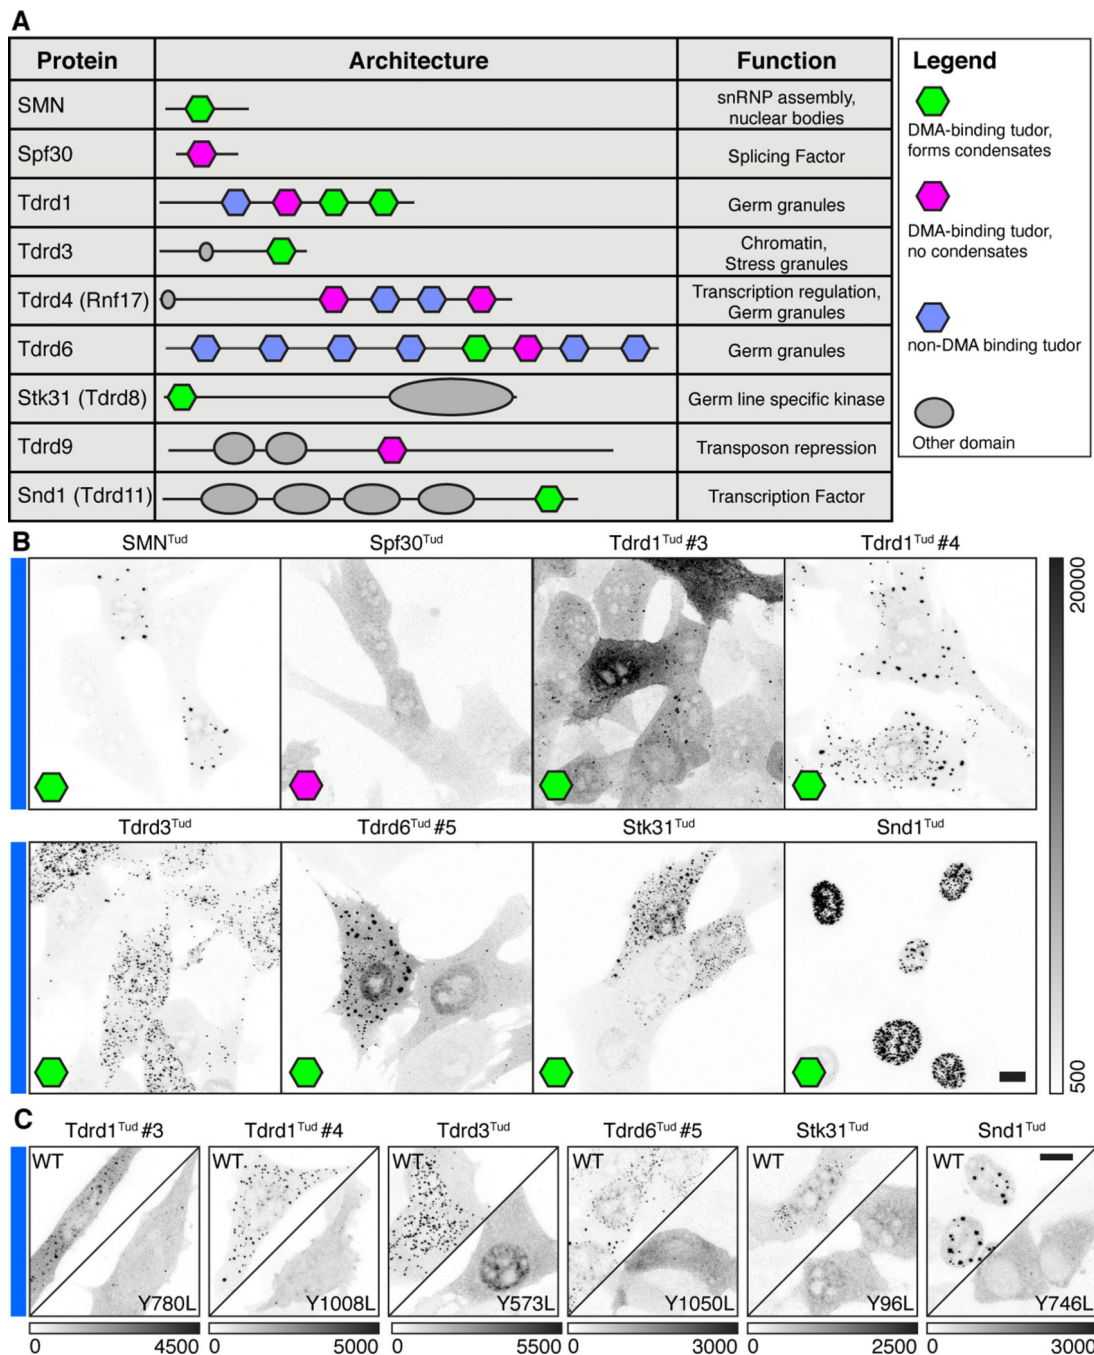 A
Protein Architecture Function
SMN
snRNP assembly,
nuclear bodies
Spf30
Splicing Factor
Tdrd1
Germ granules
Tdrd3
Chromatin,
Stress granules
Tdrd4 (Rnf17)
Transcription regulation,
Germ granules
Tdrd6
Germ granules
Stk31 (Tdrd8)
Germ line specific kinase
Tdrd9
Transposon repression
Snd1 (Tdrd11)
Transcription Factor
Legend
DMA-binding tudor,
forms condensates
DMA-binding tudor,
no condensates
non-DMA binding tudor
Other domain
B
SMNTud Spf30Tud Tdrd1Tud #3 Tdrd1Tud #4
20000
Tdrd3Tud Tdrd6Tud #5 Stk31Tud Snd1Tud
500
C
Tdrd1Tud #3 Tdrd1Tud #4 Tdrd3Tud Tdrd6Tud #5 Stk31Tud Snd1Tud
WT WT WT WT WT WT
Y780L Y1008L Y573L Y1050L Y96L Y746L
0 4500 0 5000 0 5500 0 3000 0 2500 0 3000